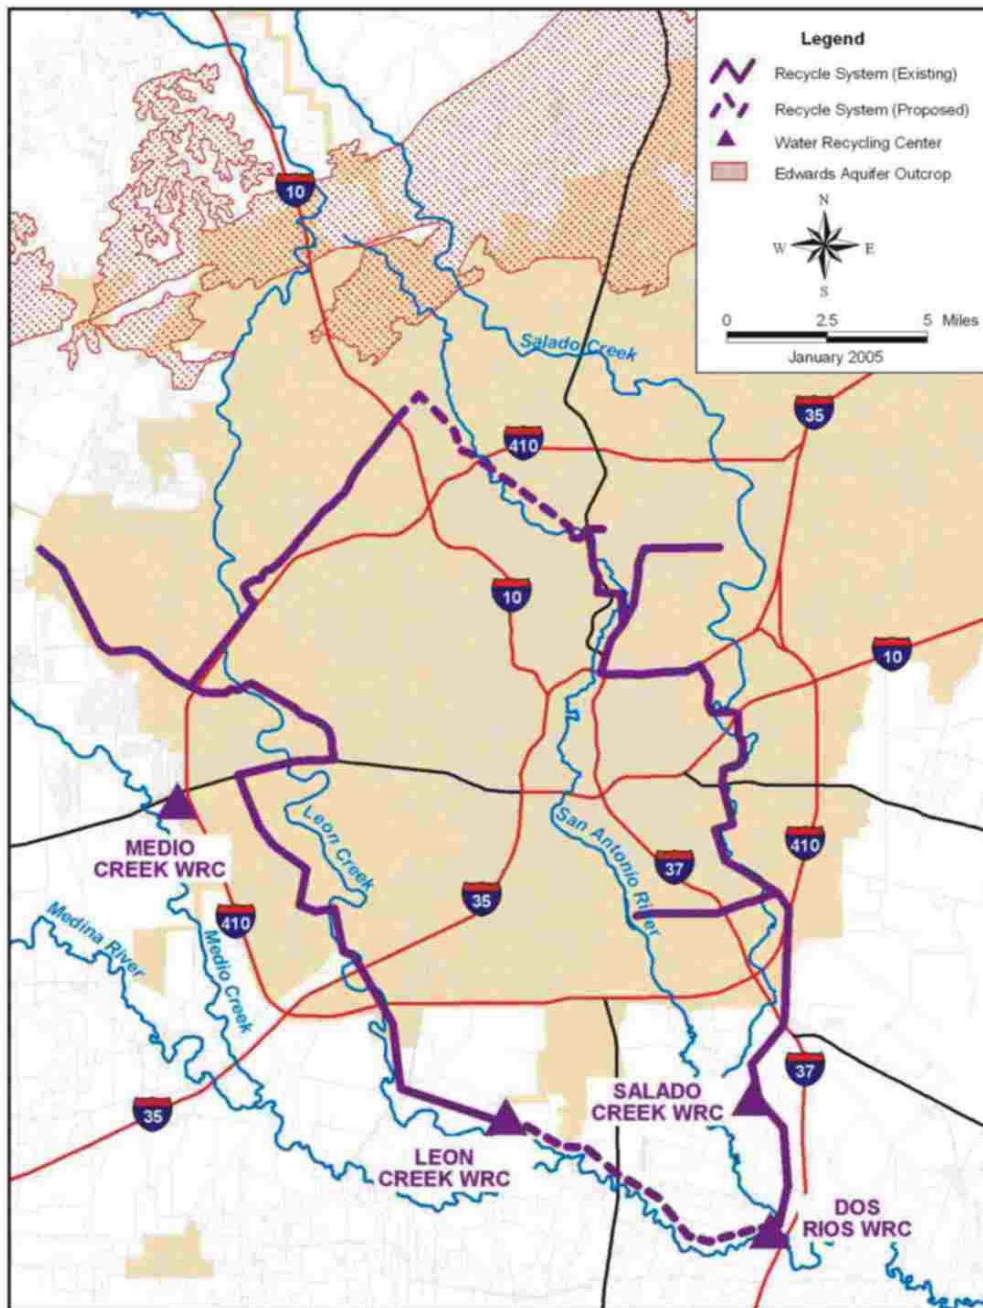 Legend
Recycle System (Existing)
Recycle System (Proposed)
Water Recycling Center
Edwards Aquifer Outcrop
N
W E
S
0 2.5 5 Miles
January 2005
10
Salado Creek
35
410
10
10
Leon Creek
San Antonio River
MEDIO
CREEK WRC
410
37
35
410
Medina River
Medio Creek
37
SALADO
CREEK WRC
35
LEON
CREEK WRC
DOS
RIOS WRC